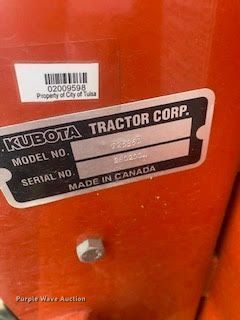 02009598
Property of City of Tulsa
KUBOTA TRACTOR CORP.
MODEL NO.
SERIAL NO.
MADE IN CANADA
Purple Wave Auction